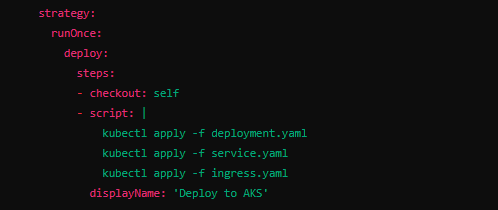 strategy:
runOnce:
deploy:
steps:
- checkout: self
- script: |
kubectl apply -f deployment.yaml
kubectl apply -f service.yaml
kubectl apply -f ingress.yaml
displayName: 'Deploy to AKS'